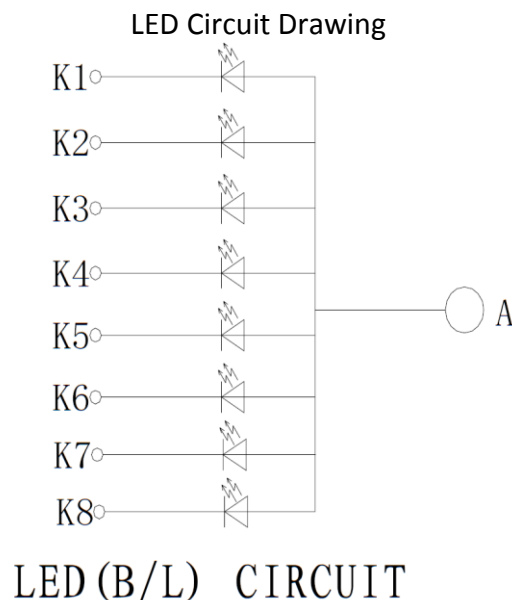 LED Circuit Drawing
K1
K2
K3
K4
A
K5
K6
K7
K8
LED(B/L) CIRCUIT